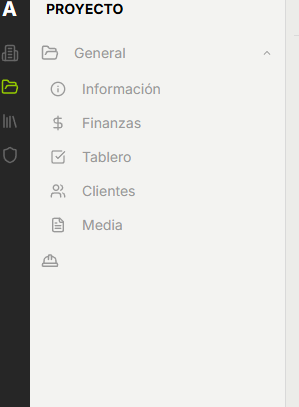 A
PROYECTO
General
Información
Finanzas
Tablero
Clientes
Media